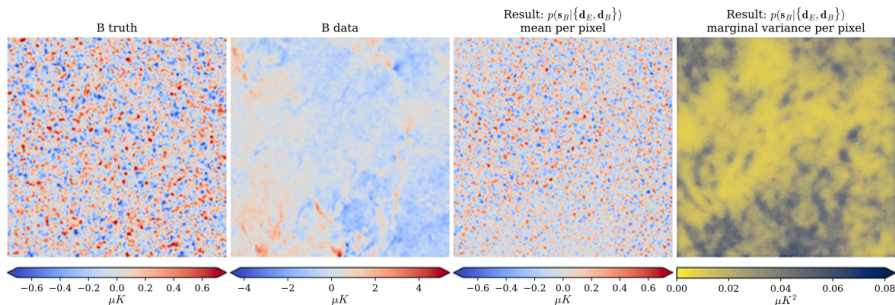 B truth
B data
Result: p(s_B|{d_E, d_B})
mean per pixel
Result: p(s_B|{d_E, d_B})
marginal variance per pixel
−0.6 −0.4 −0.2 0.0 0.2 0.4 0.6
μK
−4 −2 0 2 4
μK
−0.6 −0.4 −0.2 0.0 0.2 0.4 0.6
μK
0.00 0.02 0.04 0.06 0.08
μK²